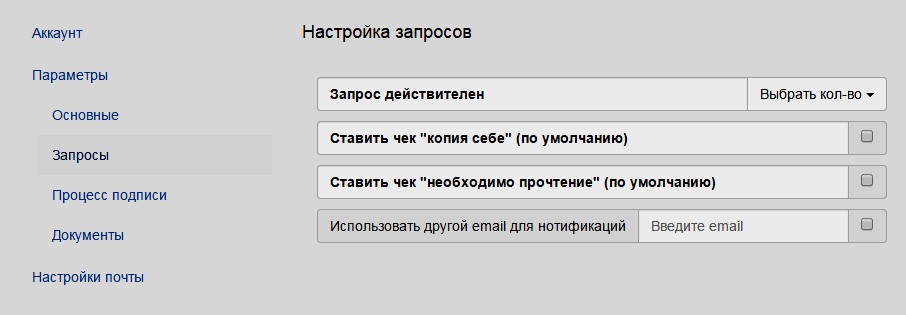 Аккаунт
Параметры
Основные
Запросы
Процесс подписи
Документы
Настройки почты
Настройка запросов
Запрос действителен Выбрать кол-во
Ставить чек "копия себе" (по умолчанию)
Ставить чек "необходимо прочтение" (по умолчанию)
Использовать другой email для нотификаций Введите email